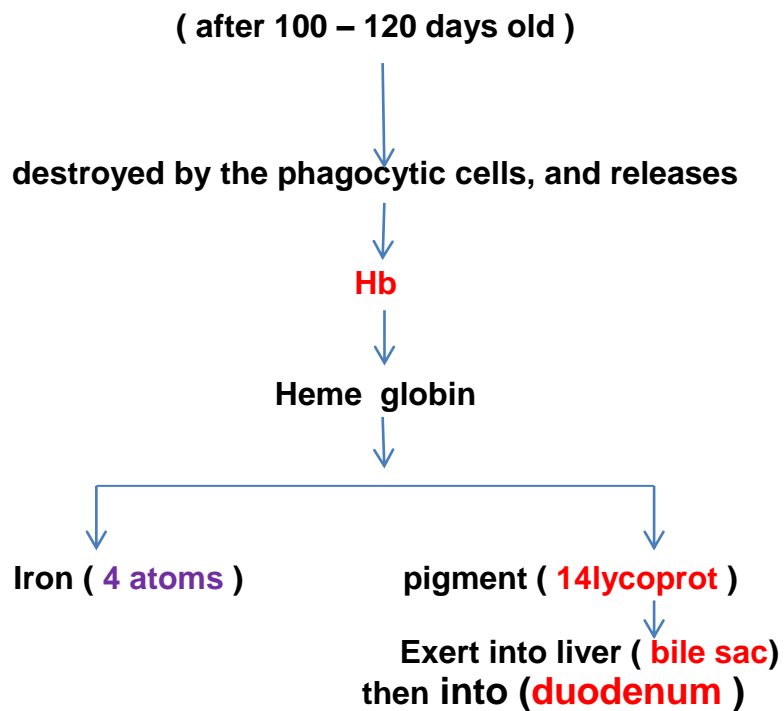 ( after 100 – 120 days old )
destroyed by the phagocytic cells, and releases
Hb
Heme globin
Iron ( 4 atoms )
pigment ( 14lycoprot )
Exert into liver ( bile sac)
then into (duodenum )